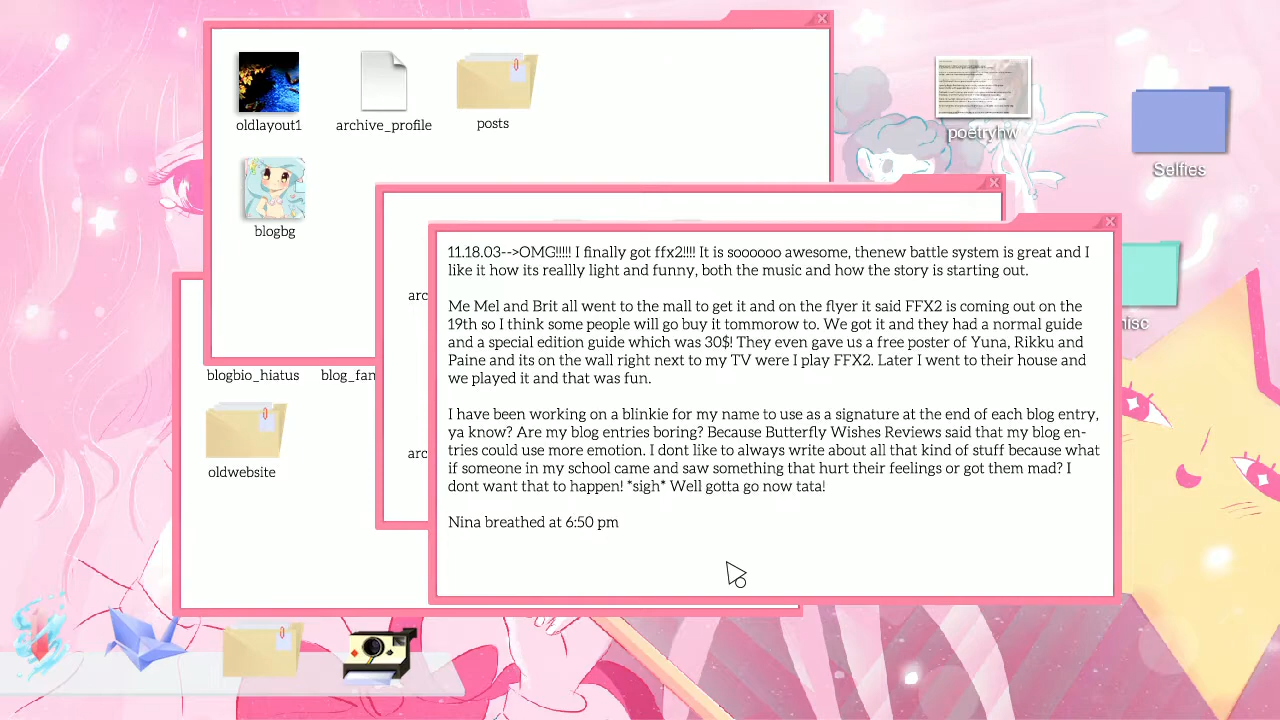 oldlayout1
archive_profile
posts
blogbg
poetryhw
Selfies
blogbio_hiatus
blog_fan
oldwebsite
arc
arc
11.18.03-->OMG!!!!! I finally got ffx2!!!! It is soooooo awesome, thenew battle system is great and I
like it how its reallly light and funny, both the music and how the story is starting out.
Me Mel and Brit all went to the mall to get it and on the flyer it said FFX2 is coming out on the
19th so I think some people will go buy it tommorow to. We got it and they had a normal guide
and a special edition guide which was 30$! They even gave us a free poster of Yuna, Rikku and
Paine and its on the wall right next to my TV were I play FFX2. Later I went to their house and
we played it and that was fun.
I have been working on a blinkie for my name to use as a signature at the end of each blog entry,
ya know? Are my blog entries boring? Because Butterfly Wishes Reviews said that my blog en-
tries could use more emotion. I dont like to always write about all that kind of stuff because what
if someone in my school came and saw something that hurt their feelings or got them mad? I
dont want that to happen! *sigh* Well gotta go now tata!
Nina breathed at 6:50 pm